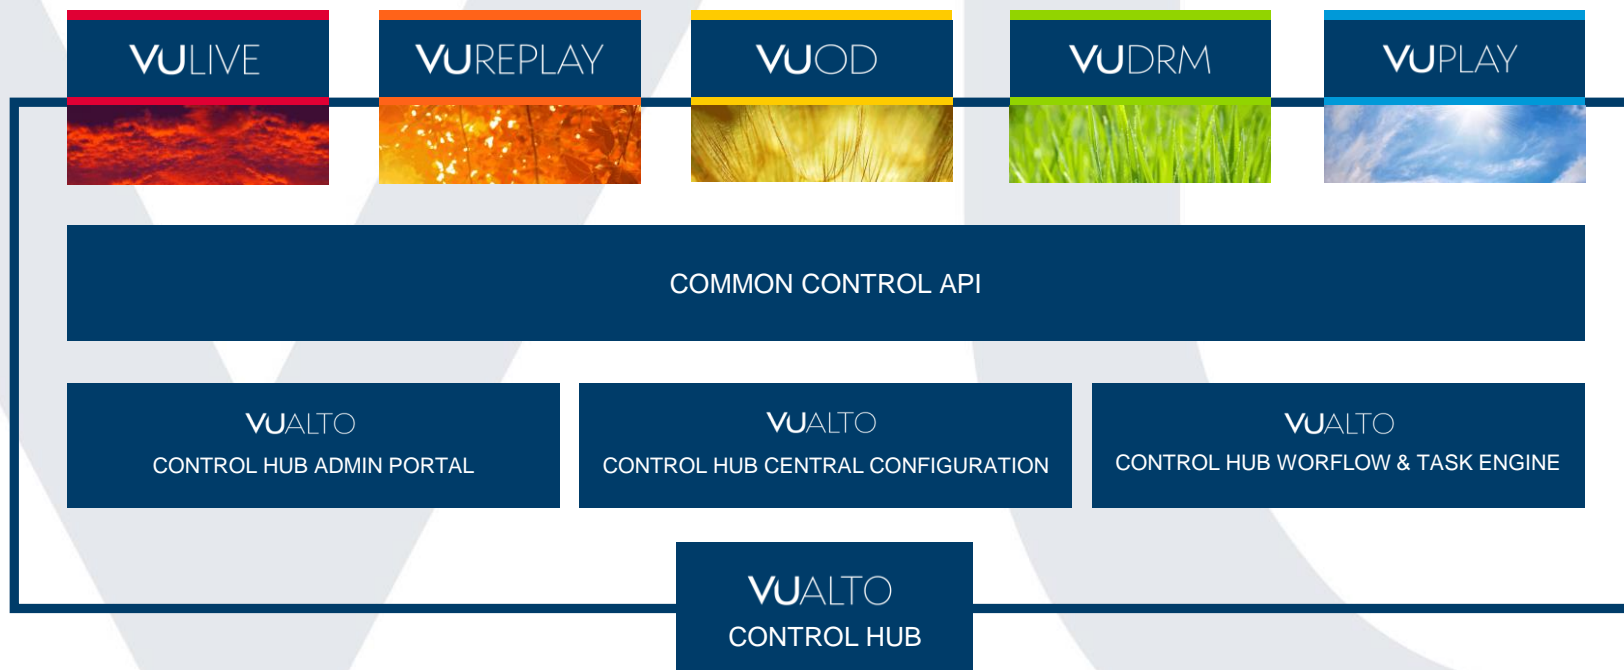 VULIVE
VUREPLAY
VUOD
VUDRM
VUPLAY
COMMON CONTROL API
VUALTO
CONTROL HUB ADMIN PORTAL
VUALTO
CONTROL HUB CENTRAL CONFIGURATION
VUALTO
CONTROL HUB WORFLOW & TASK ENGINE
VUALTO
CONTROL HUB